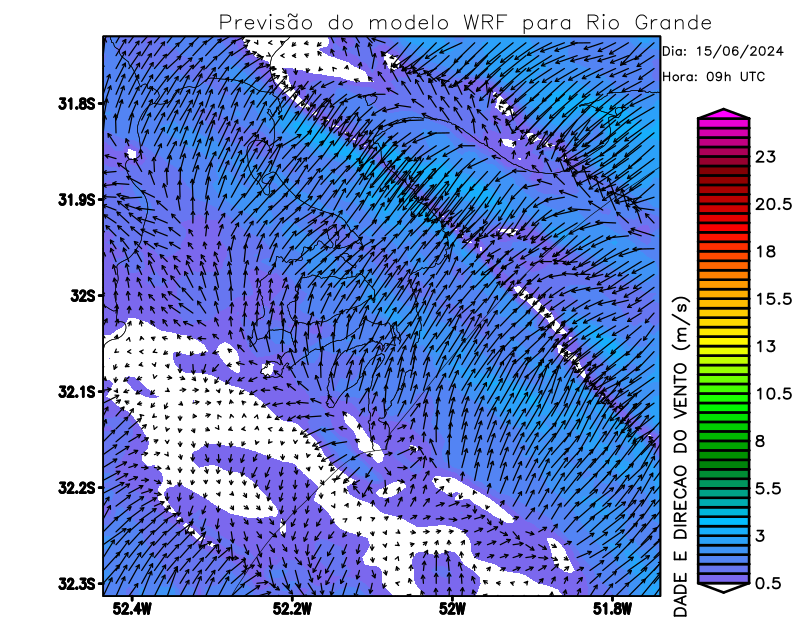 Previsão do modelo WRF para Rio Grande
Dia: 15/06/2024
Hora: 09h UTC
31.8S
31.9S
32S
32.1S
32.2S
32.3S
52.4W
52.2W
52W
51.8W
23
20.5
18
15.5
13
10.5
8
5.5
3
0.5
DADE E DIRECAO DO VENTO (m/s)